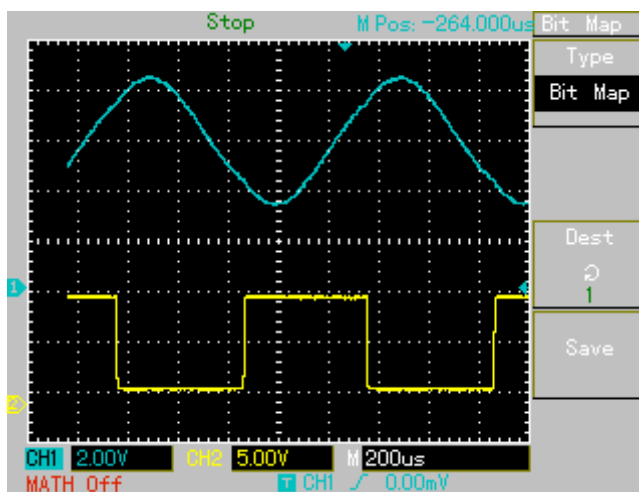 Stop M Pos: -264.000us Bit Map
Type
Bit Map
Dest
1
1
Save
2
CH1 2.00V CH2 5.00V M 200us
MATH Off T CH1 0.00mV